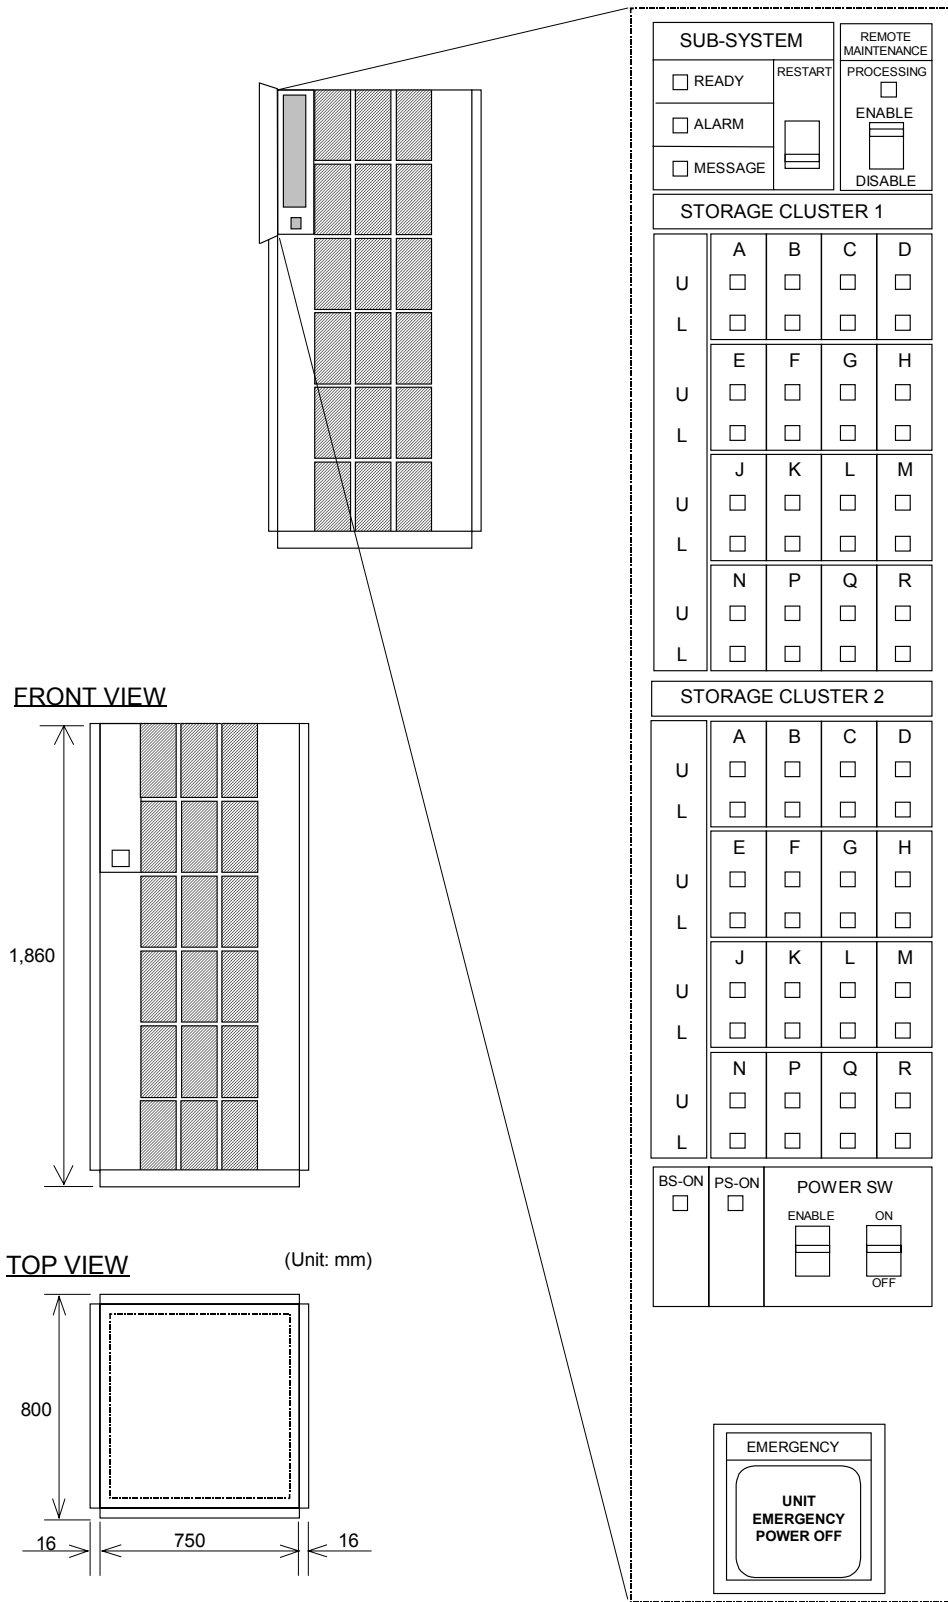 SUB-SYSTEM
READY
ALARM
MESSAGE
RESTART
REMOTE
MAINTENANCE
PROCESSING
ENABLE
DISABLE
STORAGE CLUSTER 1
A B C D
U
L
E F G H
U
L
J K L M
U
L
N P Q R
U
L
STORAGE CLUSTER 2
A B C D
U
L
E F G H
U
L
J K L M
U
L
N P Q R
U
L
BS-ON
PS-ON
POWER SW
ENABLE
ON
OFF
EMERGENCY
UNIT
EMERGENCY
POWER OFF
FRONT VIEW
1,860
TOP VIEW
(Unit: mm)
800
16
750
16